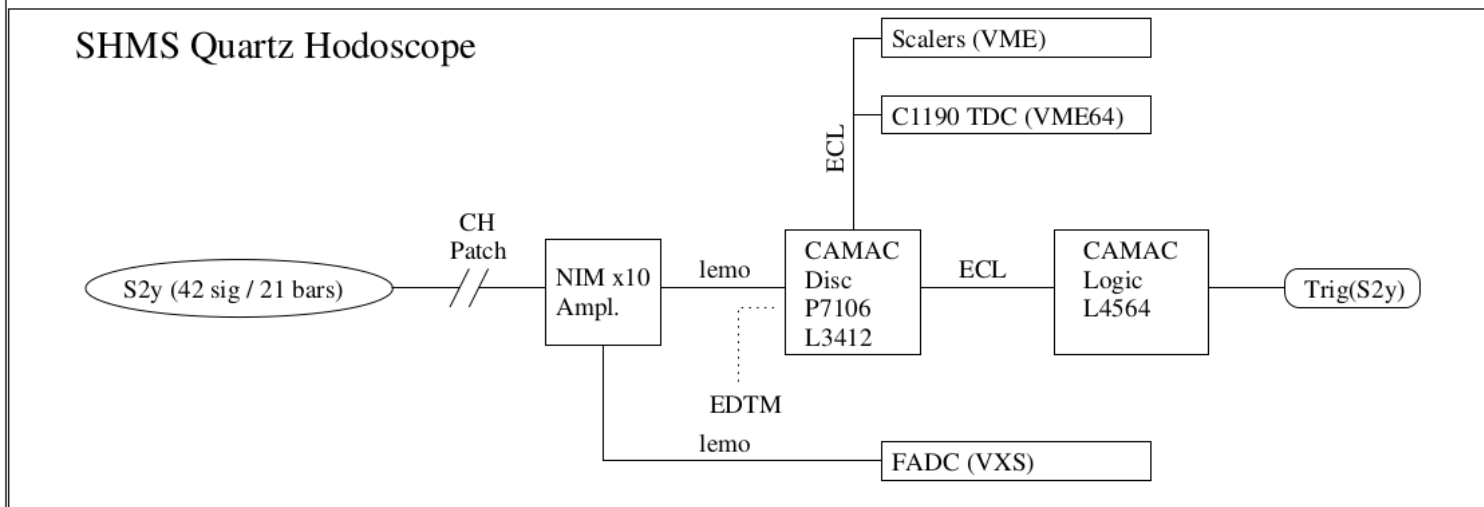 SHMS Quartz Hodoscope
Scalers (VME)
C1190 TDC (VME64)
ECL
CH
Patch
S2y (42 sig / 21 bars)
NIM x10
Ampl.
lemo
CAMAC
Disc
P7106
L3412
ECL
CAMAC
Logic
L4564
Trig(S2y)
EDTM
lemo
FADC (VXS)